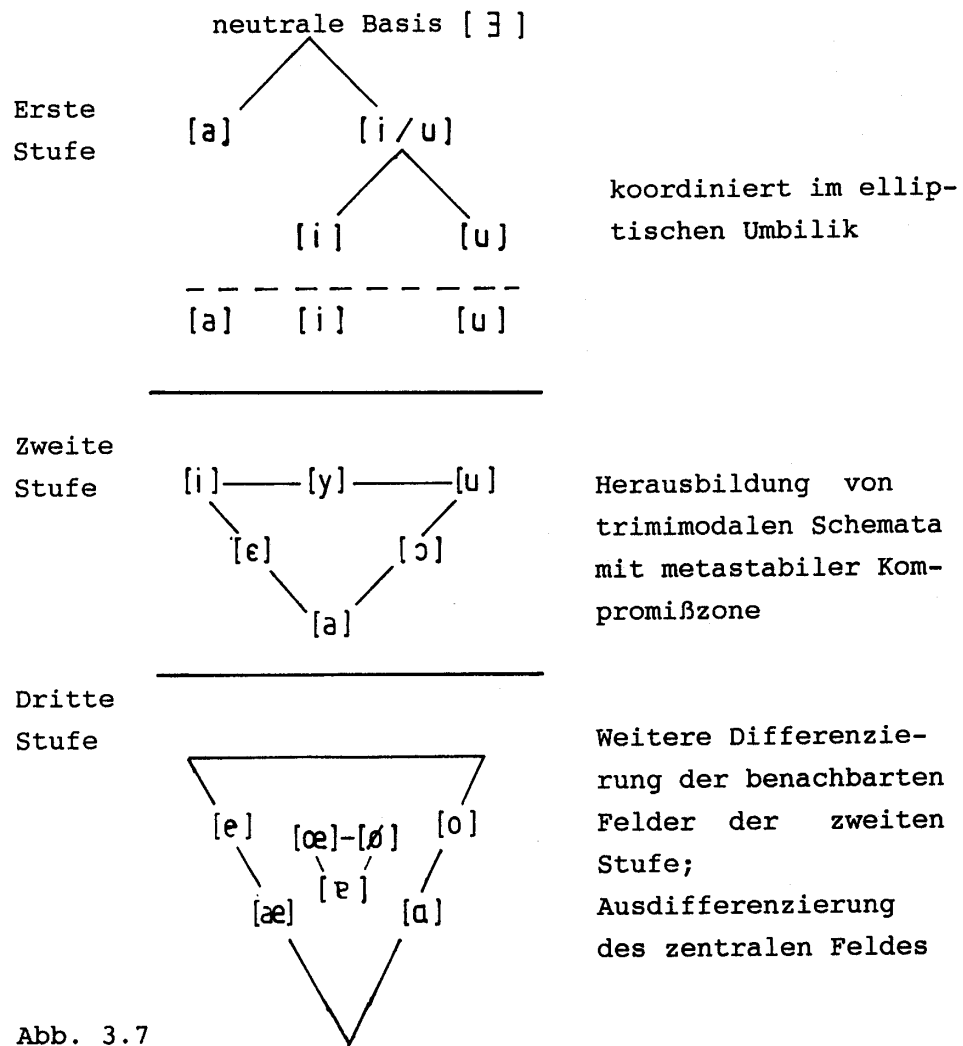 neutrale Basis [ ∃ ]
Erste
Stufe
[a] [i/u]
[i] [u]
koordiniert im ellip-
tischen Umbilik
[a] [i] [u]
Zweite
Stufe
[i] [y] [u]
[ɛ] [ɔ]
[a]
Herausbildung von
trimimodalen Schemata
mit metastabiler Kom-
promißzone
Dritte
Stufe
[e] [œ]-[ø] [o]
[ɐ]
[æ] [ɑ]
Weitere Differenzie-
rung der benachbarten
Felder der zweiten
Stufe;
Ausdifferenzierung
des zentralen Feldes
Abb. 3.7